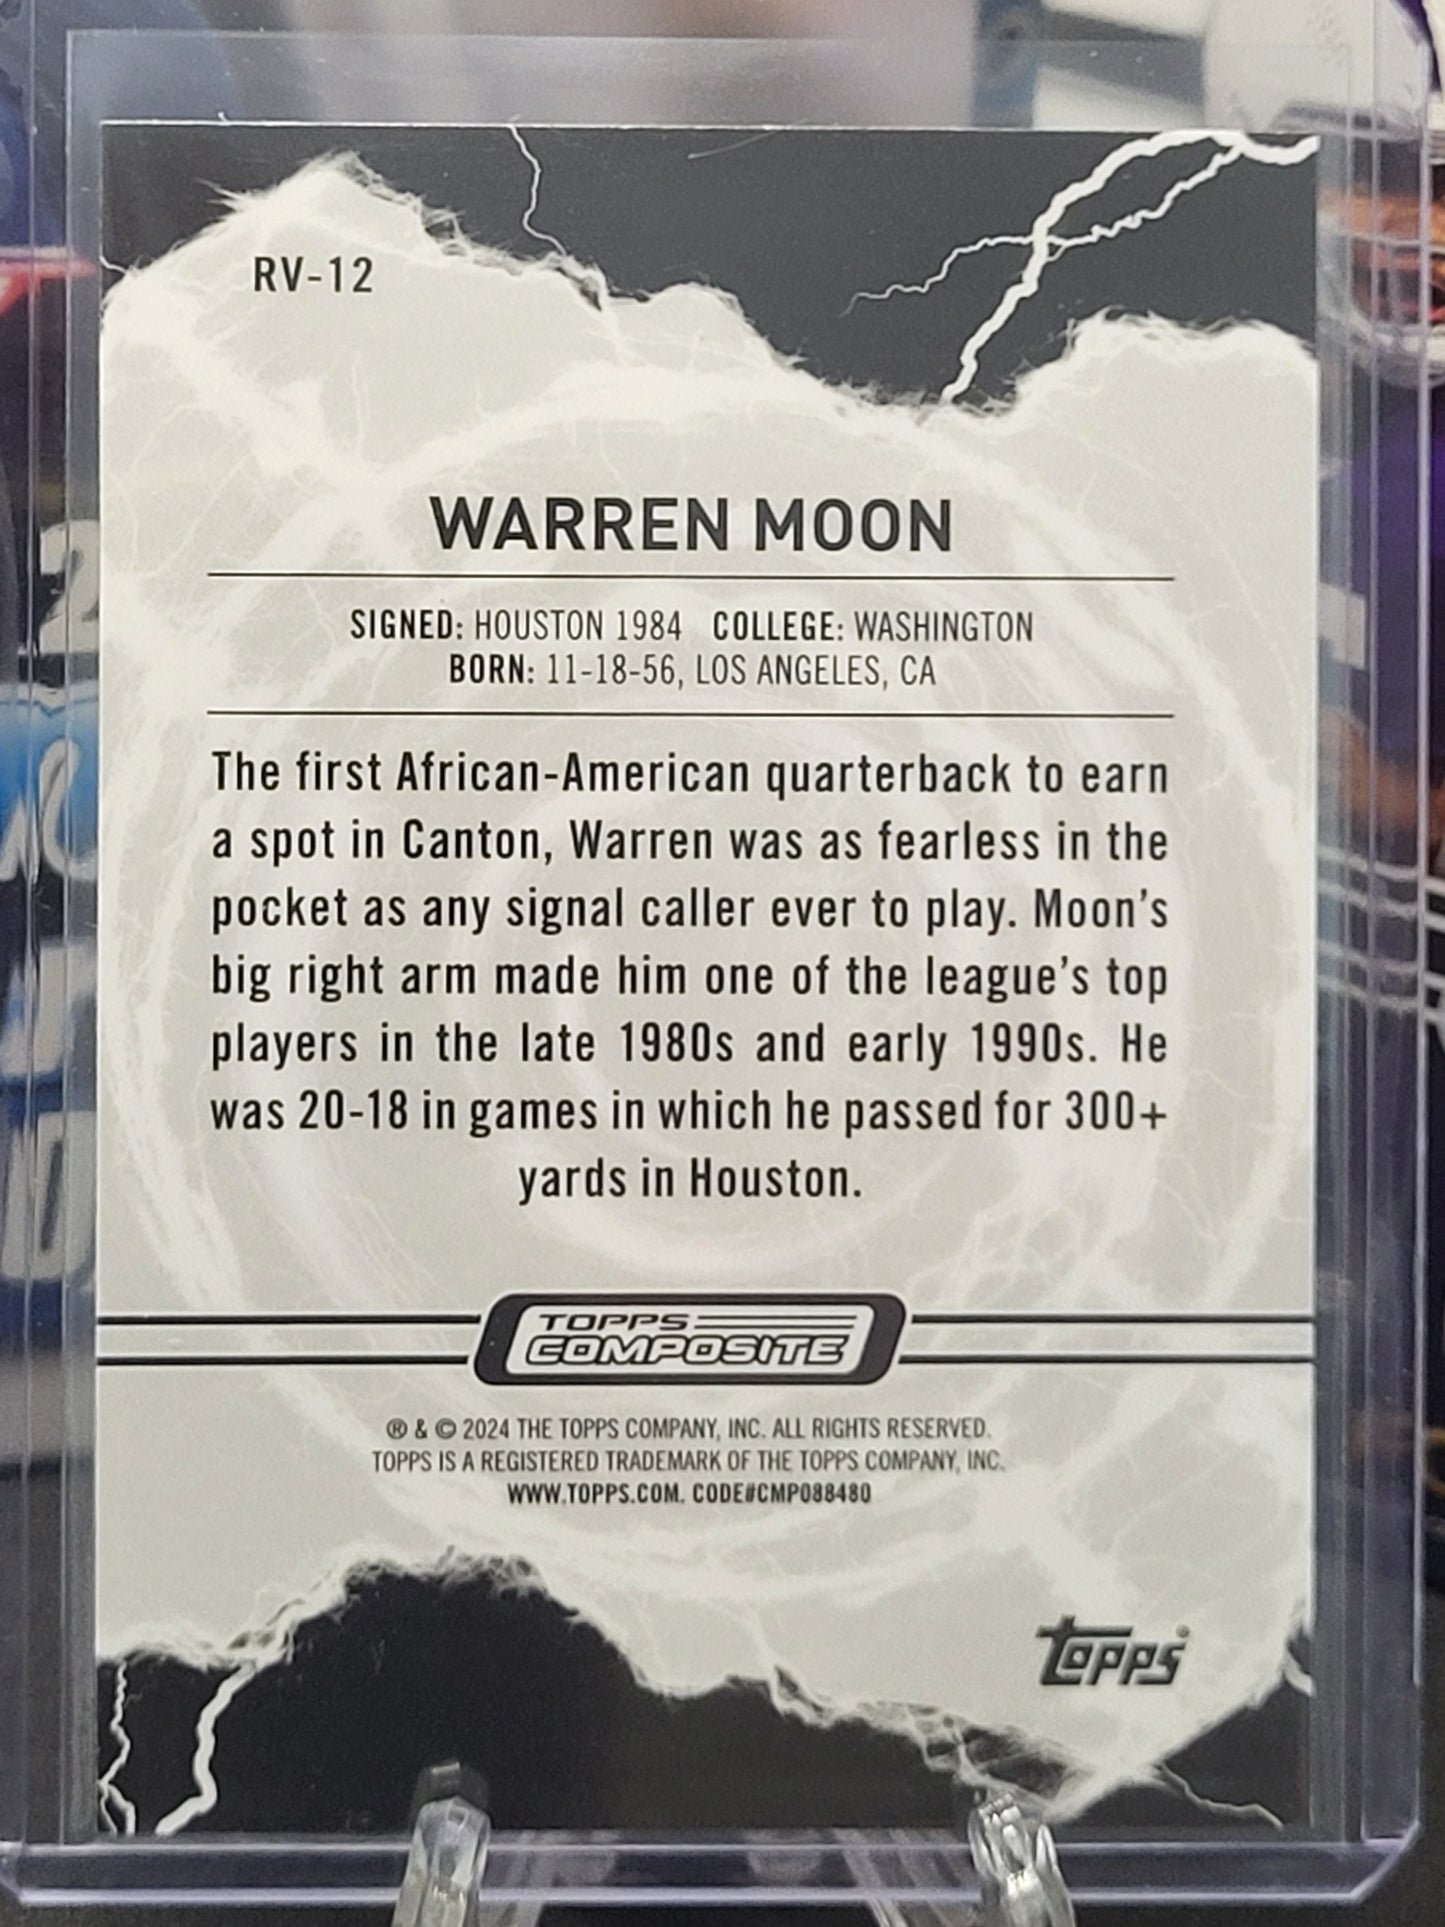 RV-12
WARREN MOON
SIGNED: HOUSTON 1984 COLLEGE: WASHINGTON
BORN: 11-18-56, LOS ANGELES, CA
The first African-American quarterback to earn
a spot in Canton, Warren was as fearless in the
pocket as any signal caller ever to play. Moon's
big right arm made him one of the league's top
players in the late 1980s and early 1990s. He
was 20-18 in games in which he passed for 300+
yards in Houston.
TOPPS
COMPOSITE
® & © 2024 THE TOPPS COMPANY, INC. ALL RIGHTS RESERVED.
TOPPS IS A REGISTERED TRADEMARK OF THE TOPPS COMPANY, INC.
WWW.TOPPS.COM. CODE#CMP088480
Topps